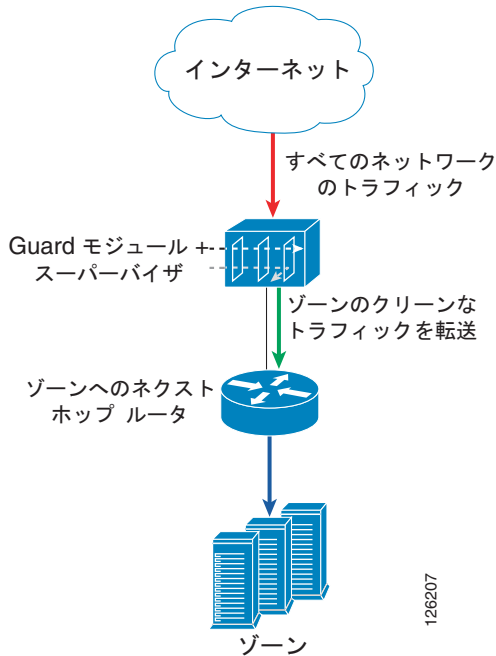 インターネット
すべてのネットワーク
のトラフィック
Guard モジュール +
スーパーバイザ
ゾーンのクリーンな
トラフィックを転送
ゾーンへのネクスト
ホップ ルータ
126207
ゾーン